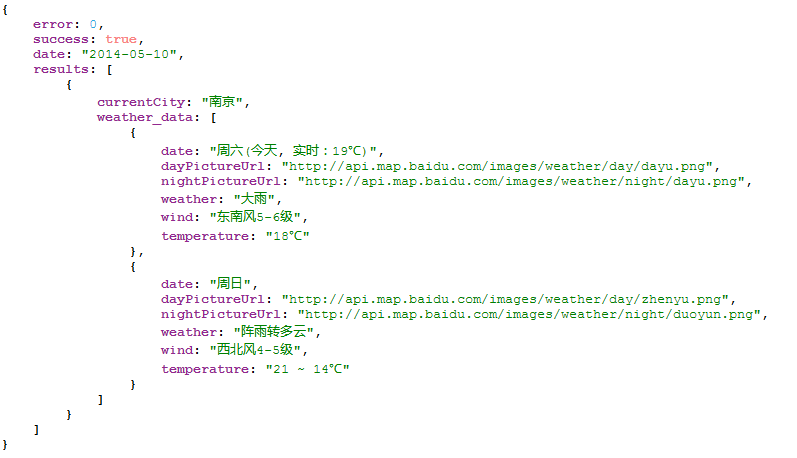 {
    error: 0,
    success: true,
    date: "2014-05-10",
    results: [
        {
            currentCity: "南京",
            weather_data: [
                {
                    date: "周六(今天, 实时：19℃)",
                    dayPictureUrl: "http://api.map.baidu.com/images/weather/day/dayu.png",
                    nightPictureUrl: "http://api.map.baidu.com/images/weather/night/dayu.png",
                    weather: "大雨",
                    wind: "东南风5-6级",
                    temperature: "18℃"
                },
                {
                    date: "周日",
                    dayPictureUrl: "http://api.map.baidu.com/images/weather/day/zhenyu.png",
                    nightPictureUrl: "http://api.map.baidu.com/images/weather/night/duoyun.png",
                    weather: "阵雨转多云",
                    wind: "西北风4-5级",
                    temperature: "21 ~ 14℃"
                }
            ]
        }
    ]
}